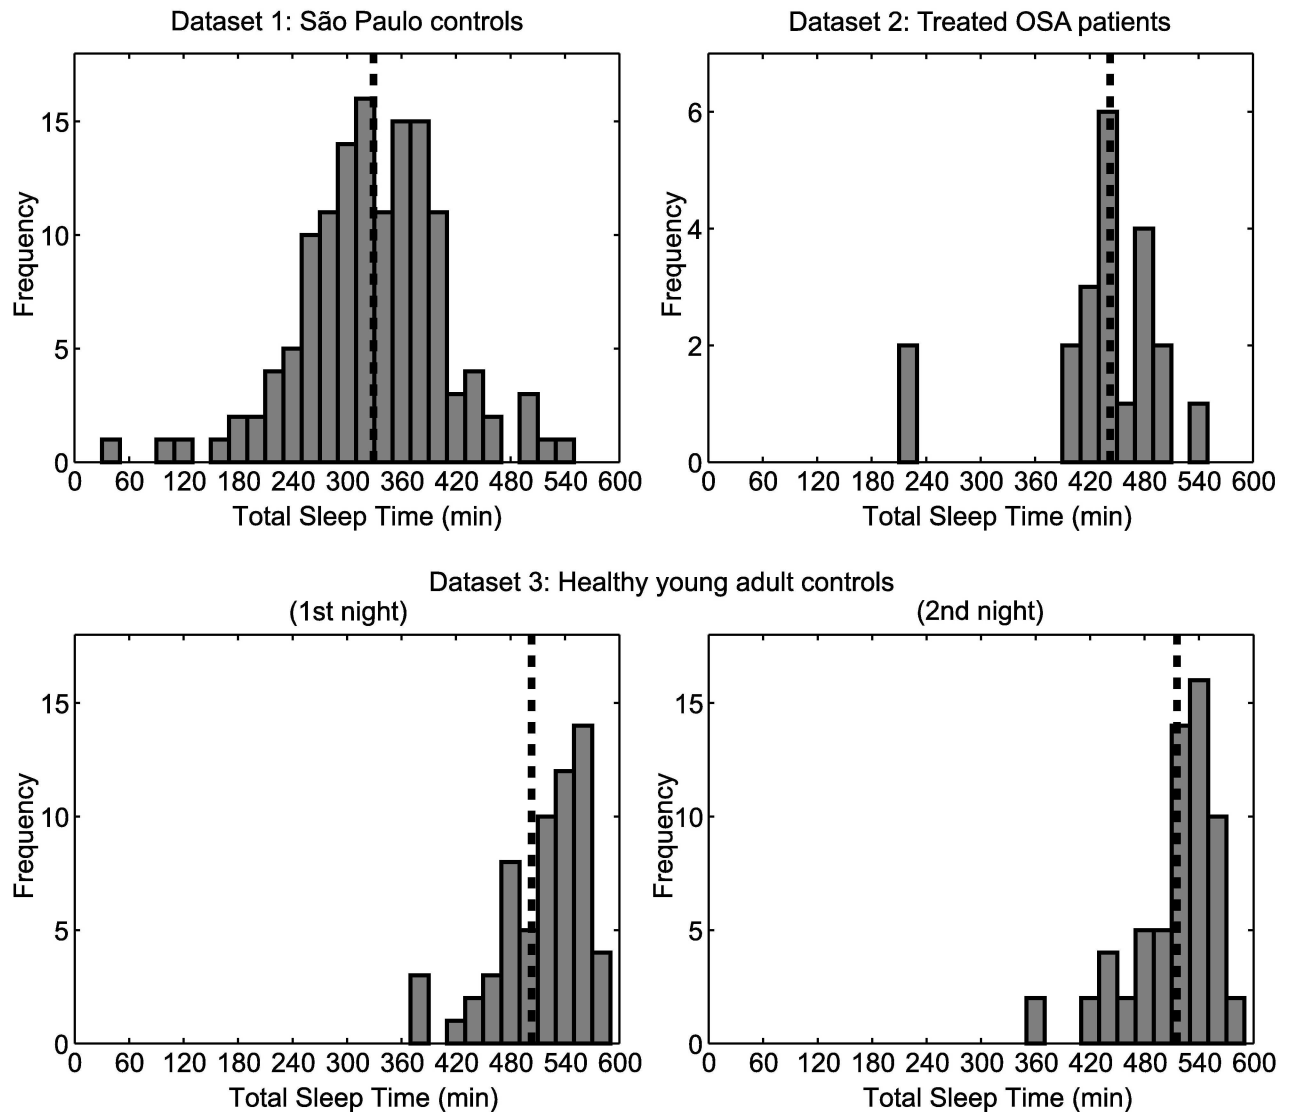 Dataset 1: São Paulo controls
Frequency
15
10
5
0
0 60 120 180 240 300 360 420 480 540 600
Total Sleep Time (min)
Dataset 2: Treated OSA patients
Frequency
6
4
2
0
0 60 120 180 240 300 360 420 480 540 600
Total Sleep Time (min)
Dataset 3: Healthy young adult controls
(1st night)
Frequency
15
10
5
0
0 60 120 180 240 300 360 420 480 540 600
Total Sleep Time (min)
(2nd night)
Frequency
15
10
5
0
0 60 120 180 240 300 360 420 480 540 600
Total Sleep Time (min)